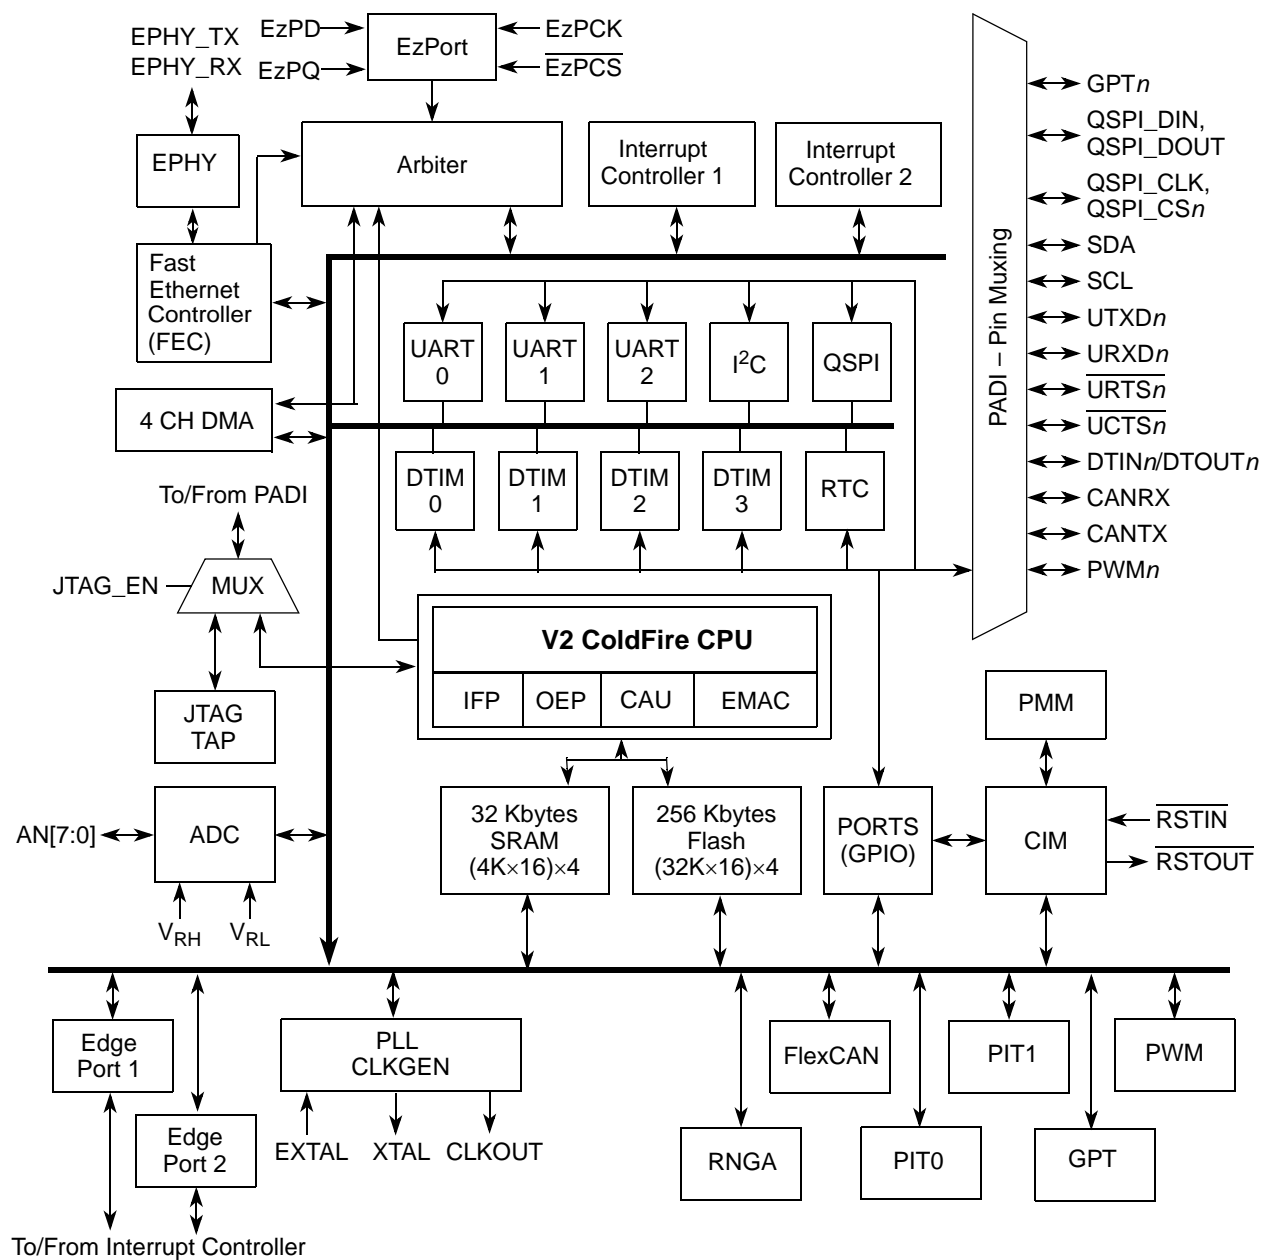 EPHY_TX
EPHY_RX
EzPD
EzPQ
EzPort
EzPCK
EzPCS
EPHY
Arbiter
Interrupt
Controller 1
Interrupt
Controller 2
Fast
Ethernet
Controller
(FEC)
4 CH DMA
UART
0
UART
1
UART
2
I²C
QSPI
DTIM
0
DTIM
1
DTIM
2
DTIM
3
RTC
PADI – Pin Muxing
GPTn
QSPI_DIN,
QSPI_DOUT
QSPI_CLK,
QSPI_CSn
SDA
SCL
UTXDn
URXDn
URTSn
UCTSn
DTINn/DTOUTn
CANRX
CANTX
PWMn
To/From PADI
JTAG_EN
MUX
JTAG
TAP
V2 ColdFire CPU
IFP
OEP
CAU
EMAC
PMM
AN[7:0]
ADC
VRH
VRL
32 Kbytes
SRAM
(4K×16)×4
256 Kbytes
Flash
(32K×16)×4
PORTS
(GPIO)
CIM
RSTIN
RSTOUT
Edge
Port 1
Edge
Port 2
PLL
CLKGEN
EXTAL
XTAL
CLKOUT
RNGA
FlexCAN
PIT0
PIT1
GPT
PWM
To/From Interrupt Controller